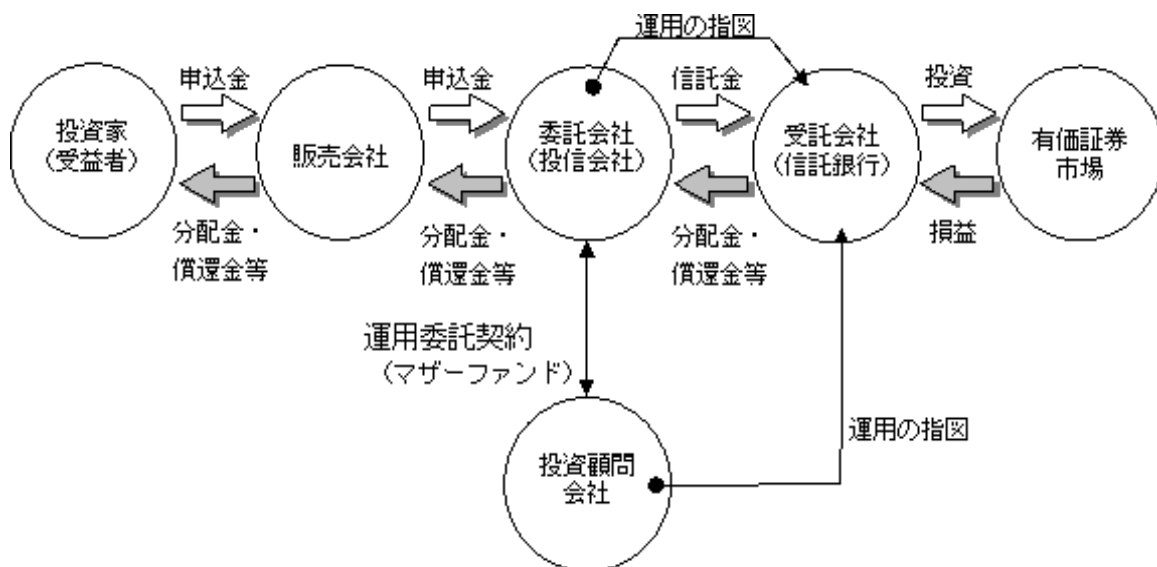 運用の指図
申込金
申込金
信託金
投資
投資家
（受益者）
販売会社
委託会社
（投信会社）
受託会社
（信託銀行）
有価証券
市場
分配金・
償還金等
分配金・
償還金等
分配金・
償還金等
損益
運用委託契約
（マザーファンド）
運用の指図
投資顧問
会社